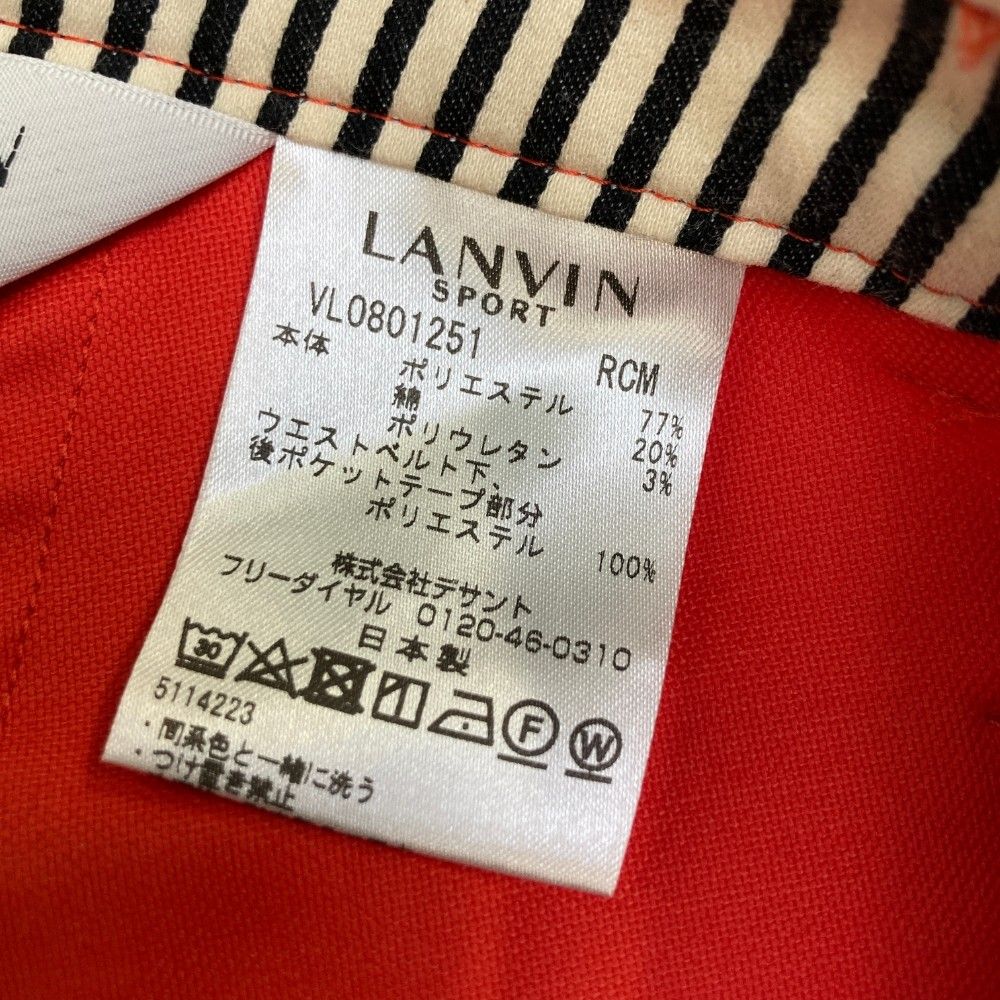 LANVIN
SPORT
VL0801251 RCM
本体 ポリエステル 77%
綿 20%
ポリウレタン 3%
ウエストベルト下、
後ポケットテープ部分
ポリエステル 100%
株式会社デサント
フリーダイヤル 0120-46-0310
日本製
30 F W
5114223
・同系色と一緒に洗う
・つけ置き禁止